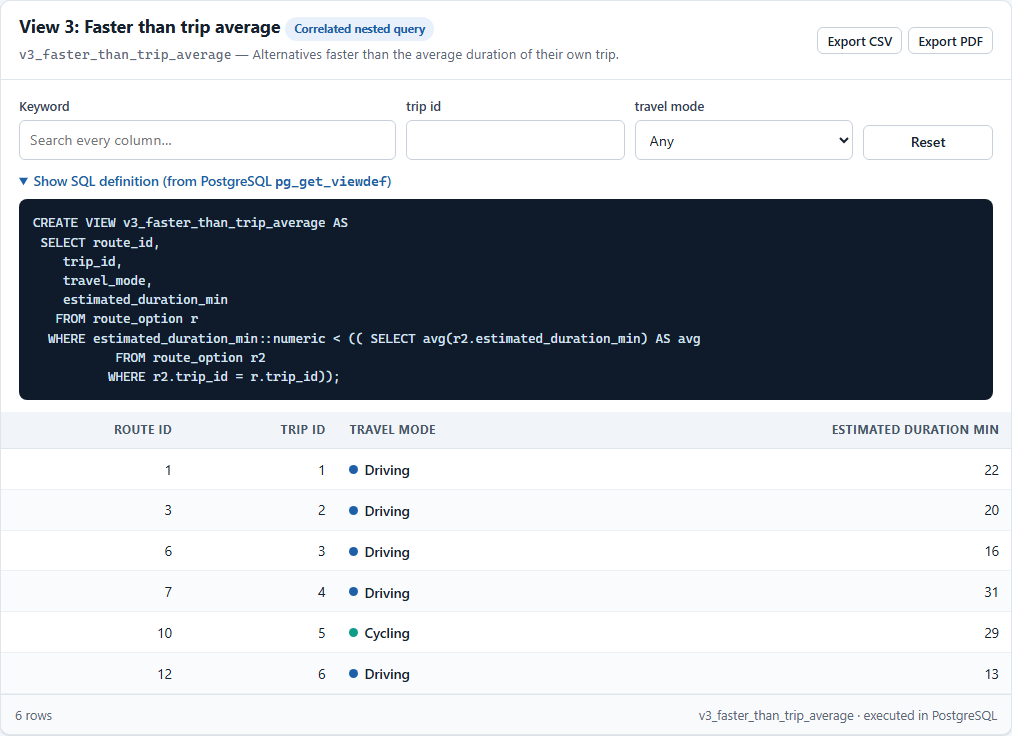 View 3: Faster than trip average Correlated nested query
v3_faster_than_trip_average — Alternatives faster than the average duration of their own trip.
Export CSV Export PDF
Keyword trip id travel mode
Search every column... Any Reset
▼ Show SQL definition (from PostgreSQL pg_get_viewdef)
CREATE VIEW v3_faster_than_trip_average AS
SELECT route_id,
trip_id,
travel_mode,
estimated_duration_min
FROM route_option r
WHERE estimated_duration_min::numeric < (( SELECT avg(r2.estimated_duration_min) AS avg
FROM route_option r2
WHERE r2.trip_id = r.trip_id));
ROUTE ID TRIP ID TRAVEL MODE ESTIMATED DURATION MIN
1 1 Driving 22
3 2 Driving 20
6 3 Driving 16
7 4 Driving 31
10 5 Cycling 29
12 6 Driving 13
6 rows v3_faster_than_trip_average · executed in PostgreSQL